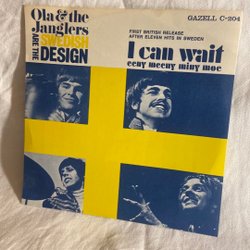 Ola & the
Janglers
ARE THE
SWEDISH
DESIGN
GAZELL C-204
FIRST BRITISH RELEASE
AFTER ELEVEN HITS IN SWEDEN
I can wait
eeny meeny miny moe